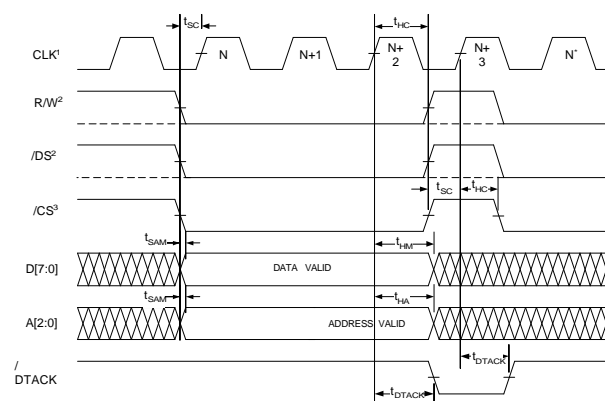 tSC
tHC
CLK¹
N
N+1
N+
2
N+
3
N*
R/W²
/DS²
tSC
tHC
/CS³
tSAM
tHM
D[7:0]
DATA VALID
tSAM
tHA
A[2:0]
ADDRESS VALID
tDTACK
/
DTACK
tDTACK